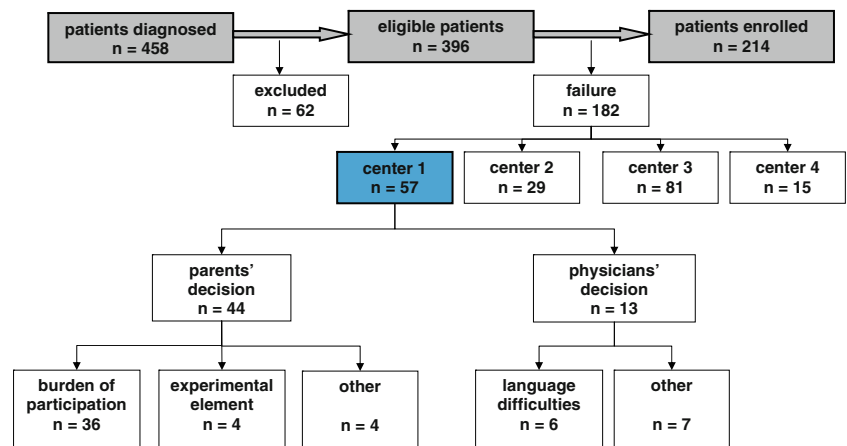 patients diagnosed
n = 458
eligible patients
n = 396
patients enrolled
n = 214
excluded
n = 62
failure
n = 182
center 1
n = 57
center 2
n = 29
center 3
n = 81
center 4
n = 15
parents'
decision
n = 44
physicians'
decision
n = 13
burden of
participation
n = 36
experimental
element
n = 4
other
n = 4
language
difficulties
n = 6
other
n = 7